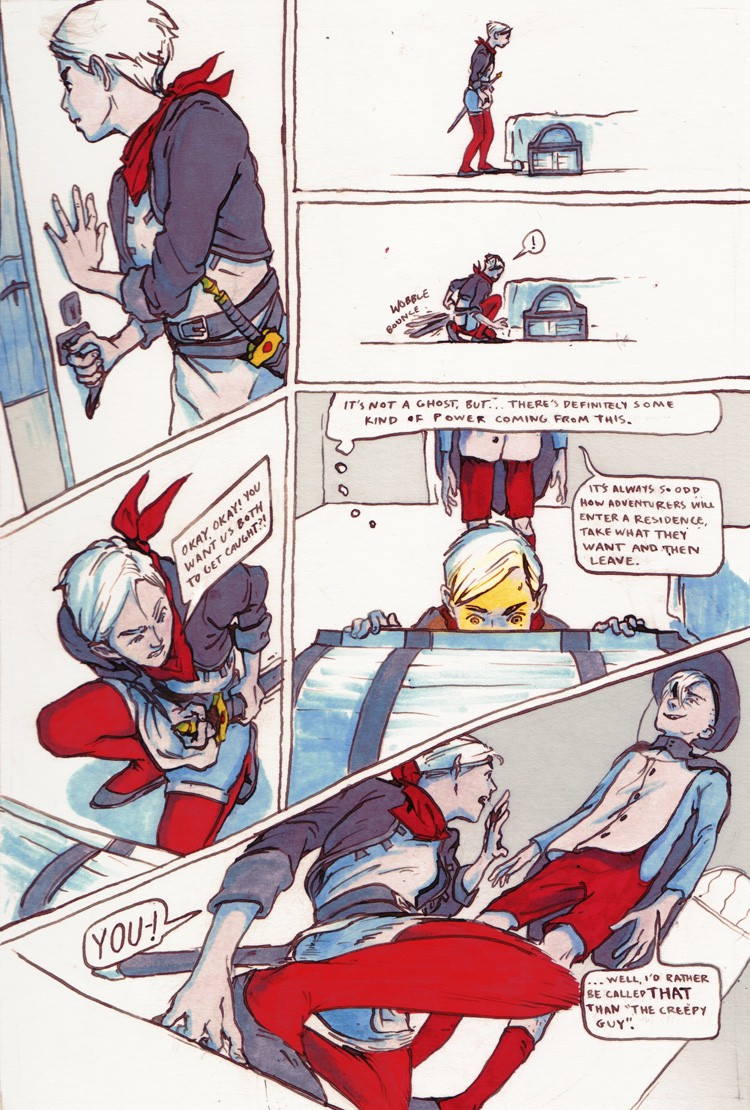 !
WOBBLE
BOUNCE
OKAY, OKAY! YOU
WANT US BOTH
TO GET CAUGHT?!
IT'S NOT A GHOST, BUT... THERE'S DEFINITELY SOME
KIND OF POWER COMING FROM THIS.
IT'S ALWAYS SO ODD
HOW ADVENTURERS WILL
ENTER A RESIDENCE,
TAKE WHAT THEY
WANT AND THEN
LEAVE.
YOU-!
...WELL, I'D RATHER
BE CALLED THAT
THAN "THE CREEPY
GUY".